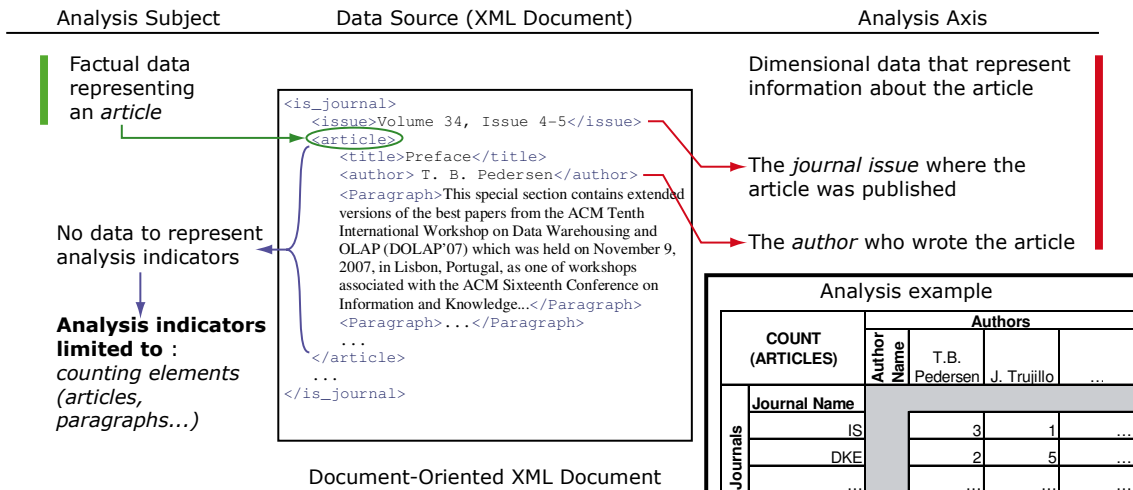 Analysis Subject
Data Source (XML Document)
Analysis Axis
Factual data
representing
an article
No data to represent
analysis indicators
Analysis indicators
limited to :
counting elements
(articles,
paragraphs...)
<is_journal>
<issue>Volume 34, Issue 4-5</issue>
<article>
<title>Preface</title>
<author> T. B. Pedersen</author>
<Paragraph>This special section contains extended
versions of the best papers from the ACM Tenth
International Workshop on Data Warehousing and
OLAP (DOLAP'07) which was held on November 9,
2007, in Lisbon, Portugal, as one of workshops
associated with the ACM Sixteenth Conference on
Information and Knowledge...</Paragraph>
<Paragraph>...</Paragraph>
...
</article>
...
</is_journal>
Document-Oriented XML Document
Dimensional data that represent
information about the article
The journal issue where the
article was published
The author who wrote the article
Analysis example
COUNT
(ARTICLES)
Authors
Author
Name
T.B.
Pedersen
J. Trujillo
...
Journals
Journal Name
IS 3 1 ...
DKE 2 5 ...
... ... ... ...